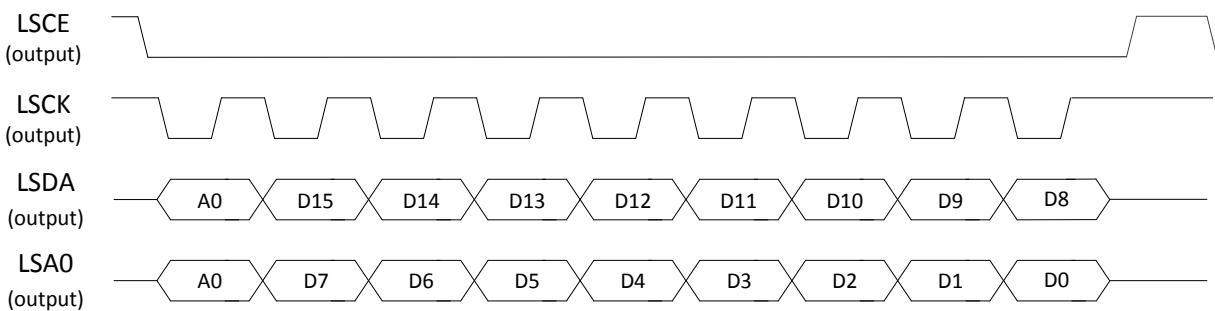 LSCE
(output)
LSCK
(output)
LSDA
(output)
A0 D15 D14 D13 D12 D11 D10 D9 D8
LSA0
(output)
A0 D7 D6 D5 D4 D3 D2 D1 D0